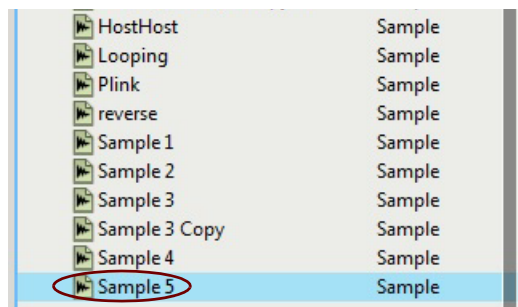 HostHost Sample
Looping Sample
Plink Sample
reverse Sample
Sample 1 Sample
Sample 2 Sample
Sample 3 Sample
Sample 3 Copy Sample
Sample 4 Sample
Sample 5 Sample